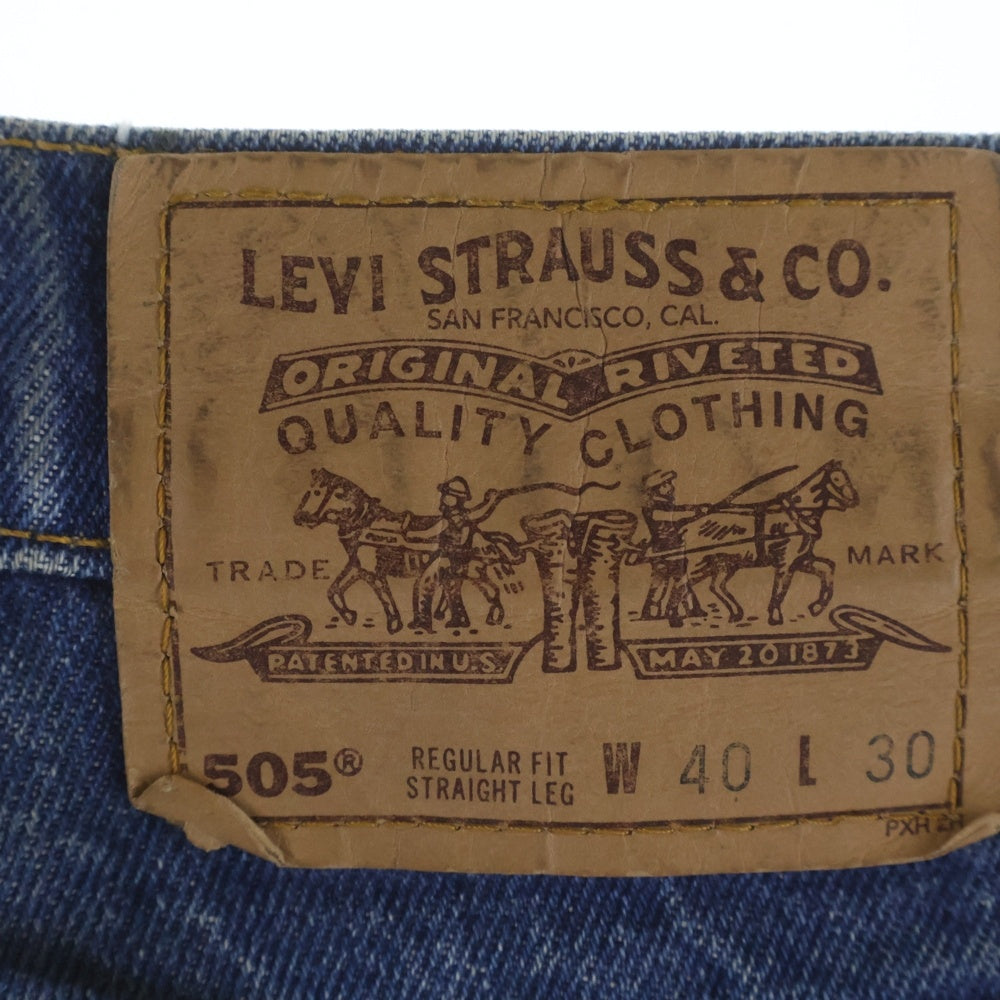 LEVI STRAUSS & CO.
SAN FRANCISCO, CAL.
ORIGINAL RIVETED
QUALITY CLOTHING
TRADE MARK
PATENTED IN U.S. MAY 20 1873
505® REGULAR FIT STRAIGHT LEG W 40 L 30
PXH